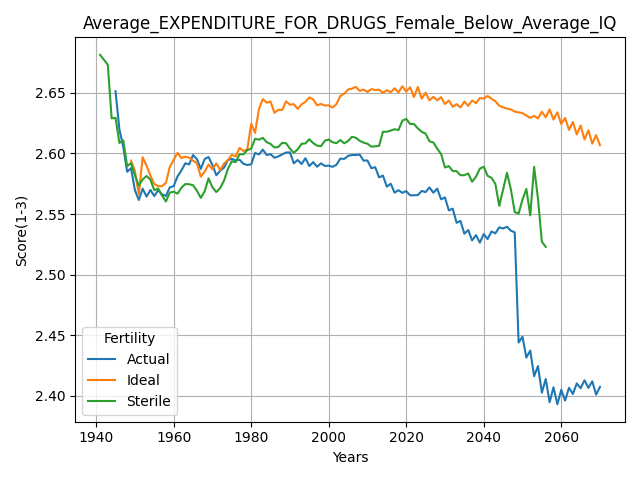 Average_EXPENDITURE_FOR_DRUGS_Female_Below_Average_IQ
Score(1-3)
2.65
2.60
2.55
2.50
2.45
2.40
Fertility
Actual
Ideal
Sterile
1940 1960 1980 2000 2020 2040 2060
Years